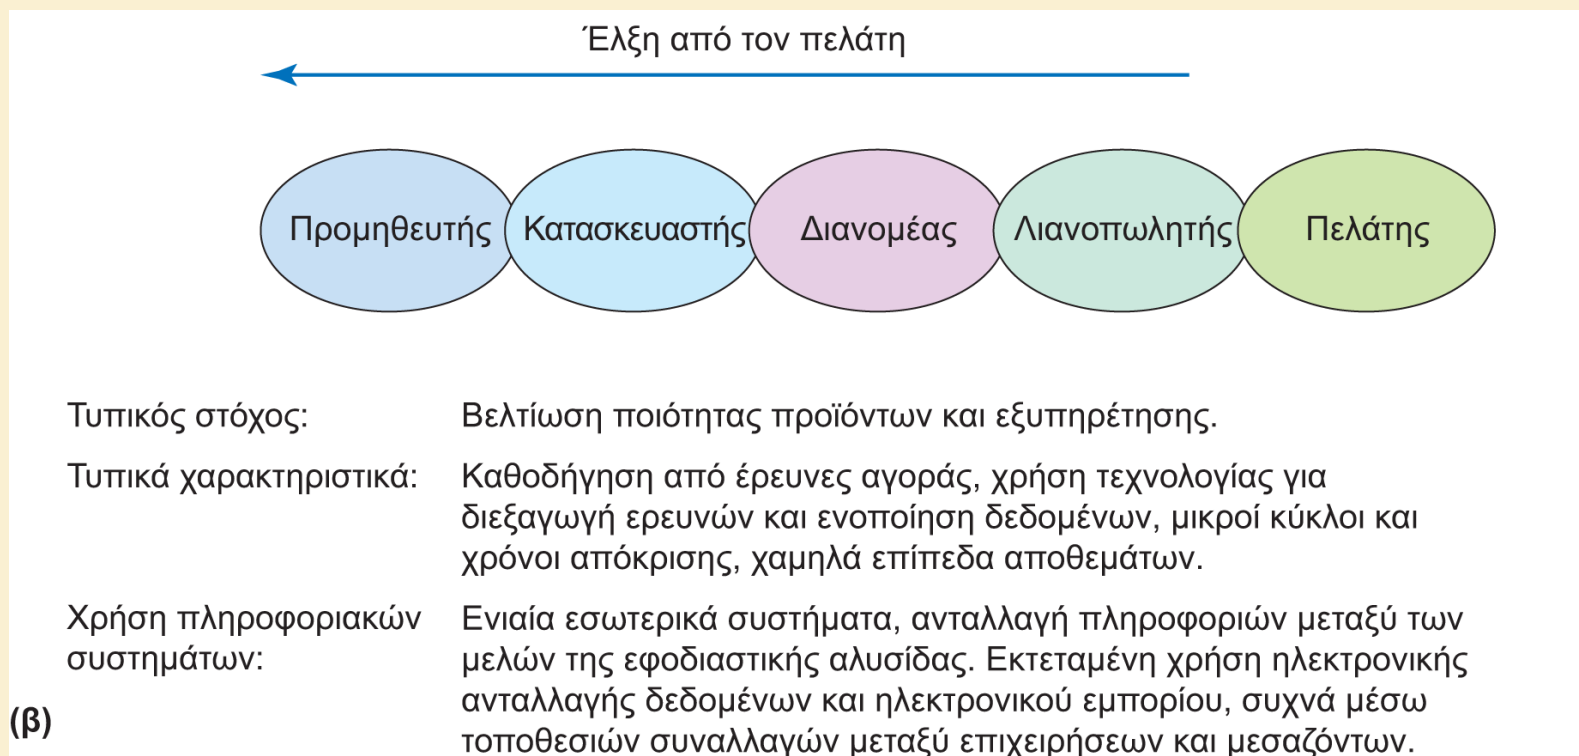 Έλξη από τον πελάτη
Προμηθευτής Κατασκευαστής Διανομέας Λιανοπωλητής Πελάτης
Τυπικός στόχος: Βελτίωση ποιότητας προϊόντων και εξυπηρέτησης.
Τυπικά χαρακτηριστικά: Καθοδήγηση από έρευνες αγοράς, χρήση τεχνολογίας για
διεξαγωγή ερευνών και ενοποίηση δεδομένων, μικροί κύκλοι και
χρόνοι απόκρισης, χαμηλά επίπεδα αποθεμάτων.
Χρήση πληροφοριακών Ενιαία εσωτερικά συστήματα, ανταλλαγή πληροφοριών μεταξύ των
συστημάτων: μελών της εφοδιαστικής αλυσίδας. Εκτεταμένη χρήση ηλεκτρονικής
ανταλλαγής δεδομένων και ηλεκτρονικού εμπορίου, συχνά μέσω
(β) τοποθεσιών συναλλαγών μεταξύ επιχειρήσεων και μεσαζόντων.